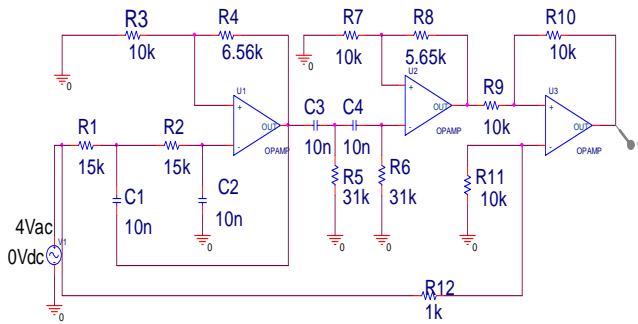 R3
10k
0
R4
6.56k
U1
+
-
OUT
OPAMP
R1
15k
R2
15k
C1
10n
C2
10n
0
4Vac
0Vdc
V1
0
C3
10n
C4
10n
R5
31k
0
R6
31k
0
R7
10k
0
R8
5.65k
U2
+
-
OUT
OPAMP
R9
10k
R10
10k
U3
+
-
OUT
OPAMP
R11
10k
0
R12
1k